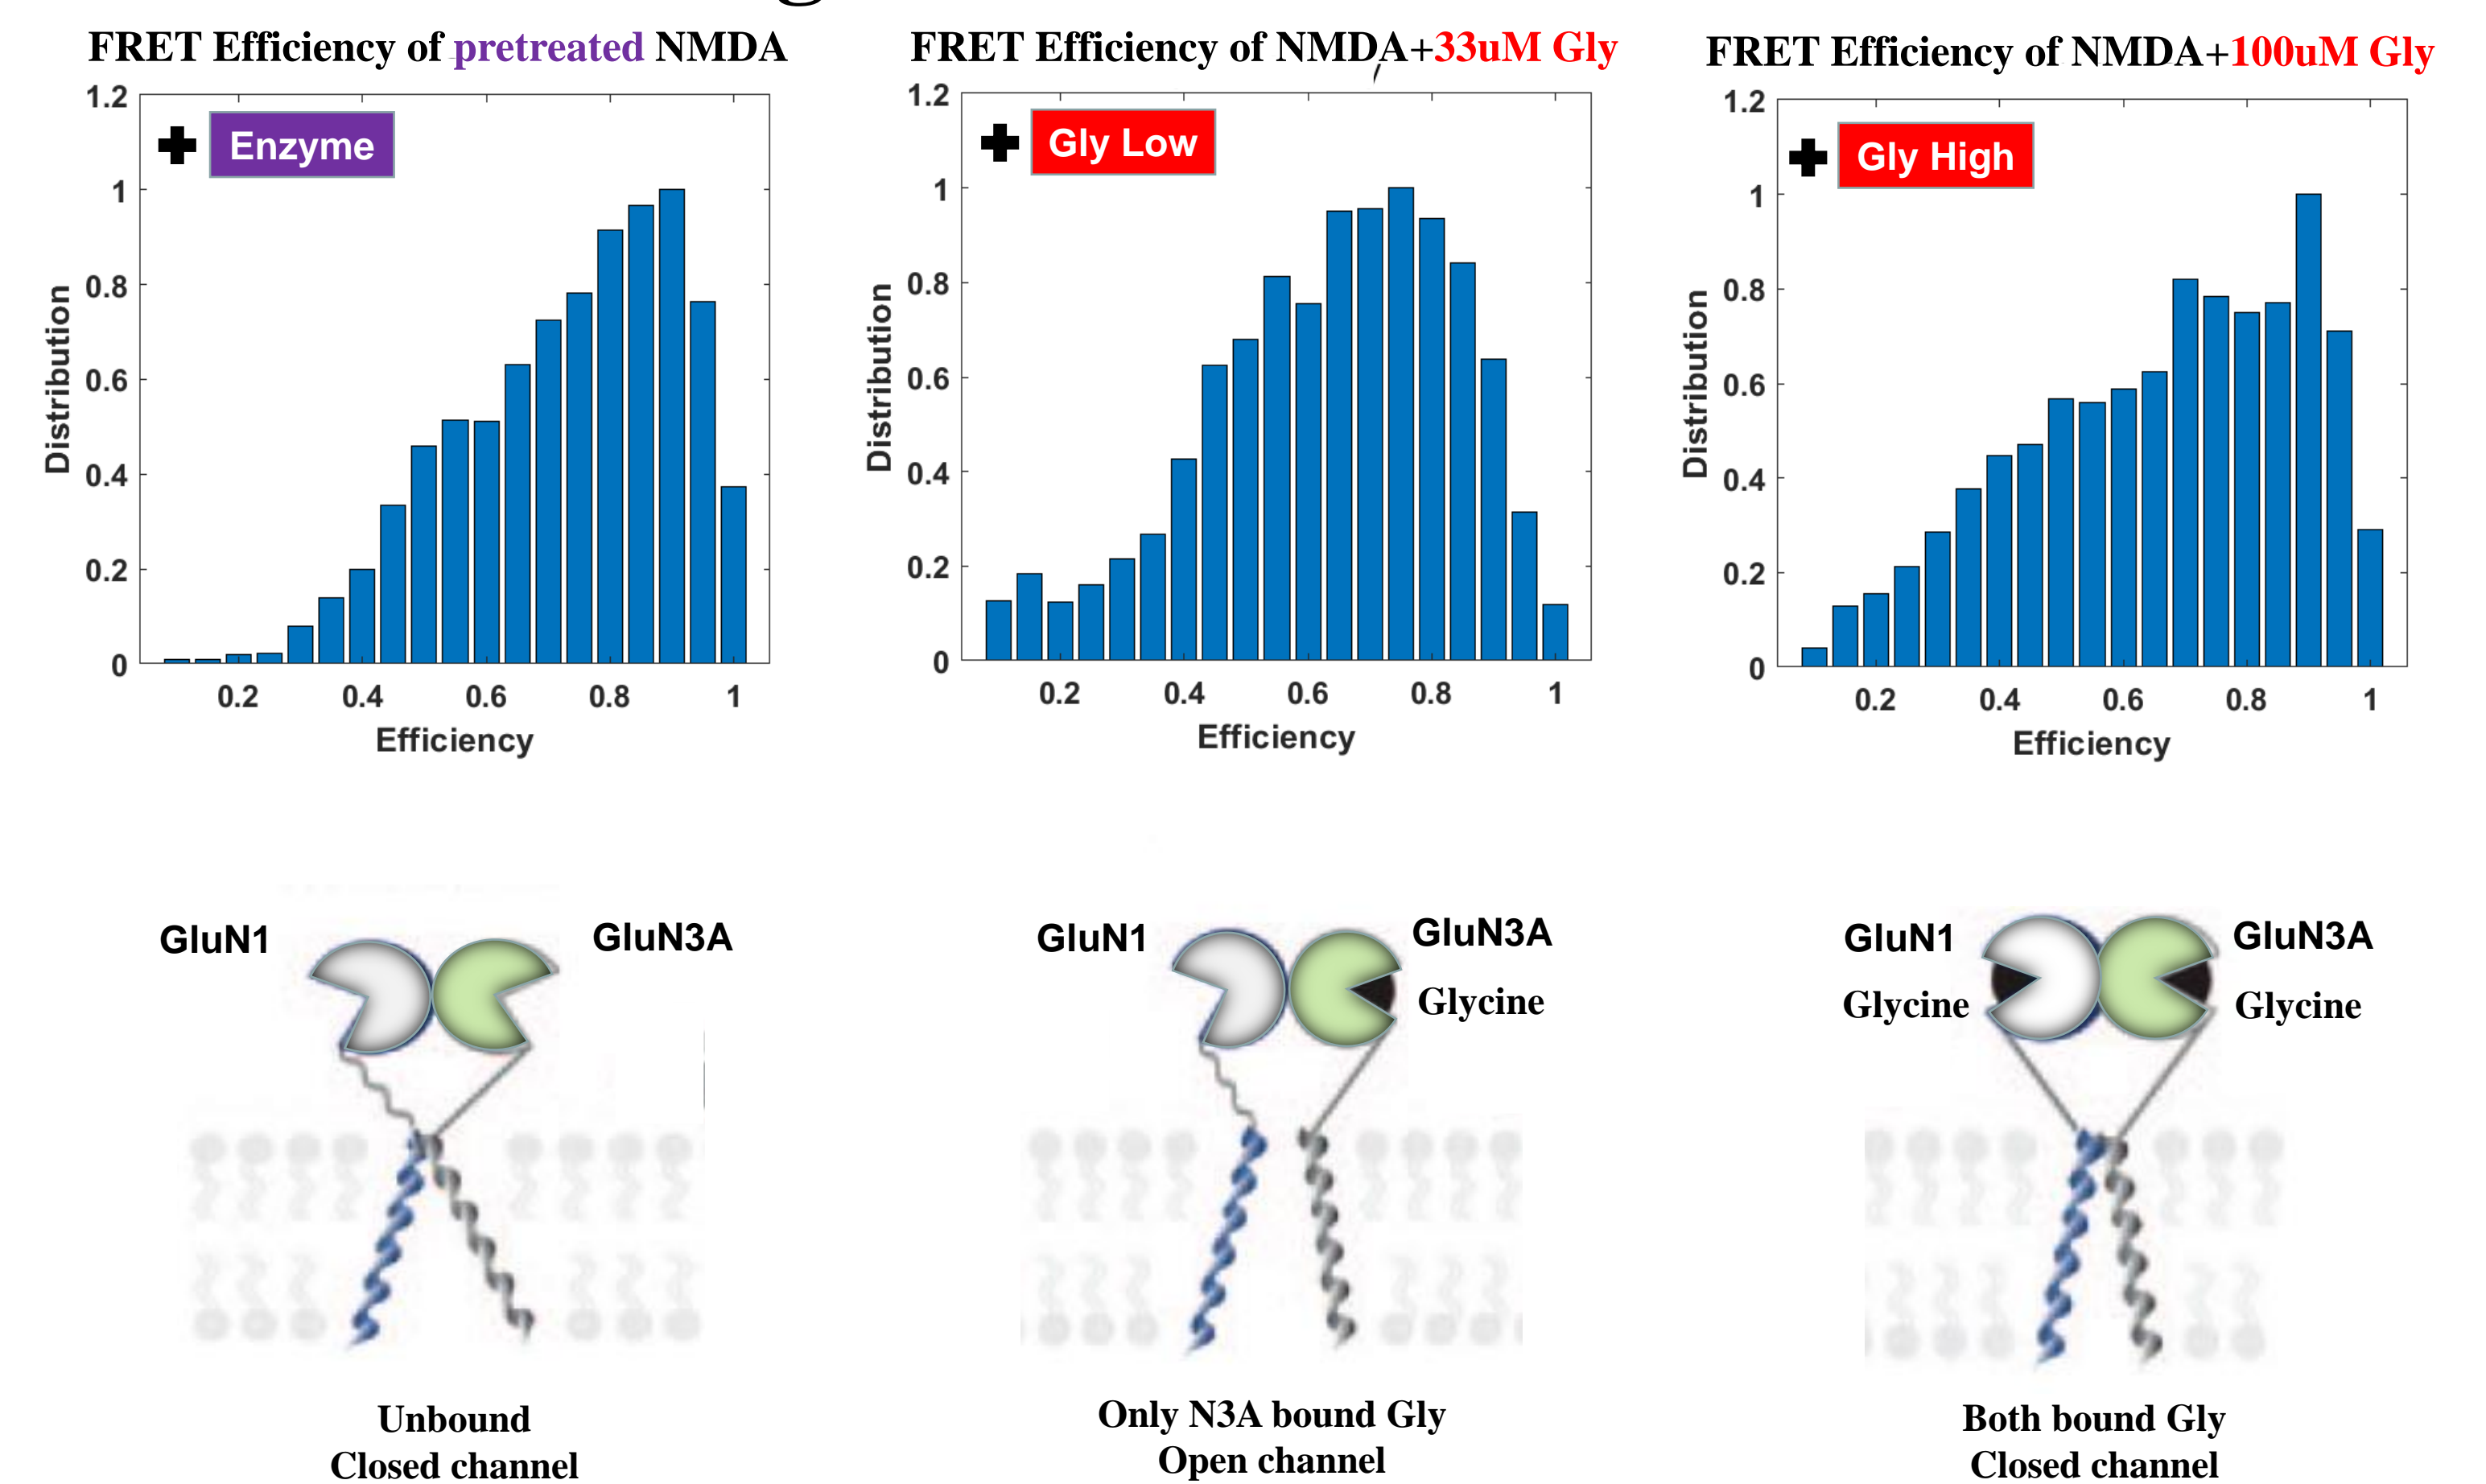 FRET Efficiency of pretreated NMDA
1.2
1
0.8
0.6
0.4
0.2
0
Distribution
Enzyme
0.2 0.4 0.6 0.8 1
Efficiency
FRET Efficiency of NMDA+33uM Gly
1.2
1
0.8
0.6
0.4
0.2
0
Distribution
Gly Low
0.2 0.4 0.6 0.8 1
Efficiency
FRET Efficiency of NMDA+100uM Gly
1.2
1
0.8
0.6
0.4
0.2
0
Distribution
Gly High
0.2 0.4 0.6 0.8 1
Efficiency
GluN1 GluN3A
Unbound
Closed channel
GluN1 GluN3A
Glycine
Only N3A bound Gly
Open channel
GluN1 GluN3A
Glycine Glycine
Both bound Gly
Closed channel